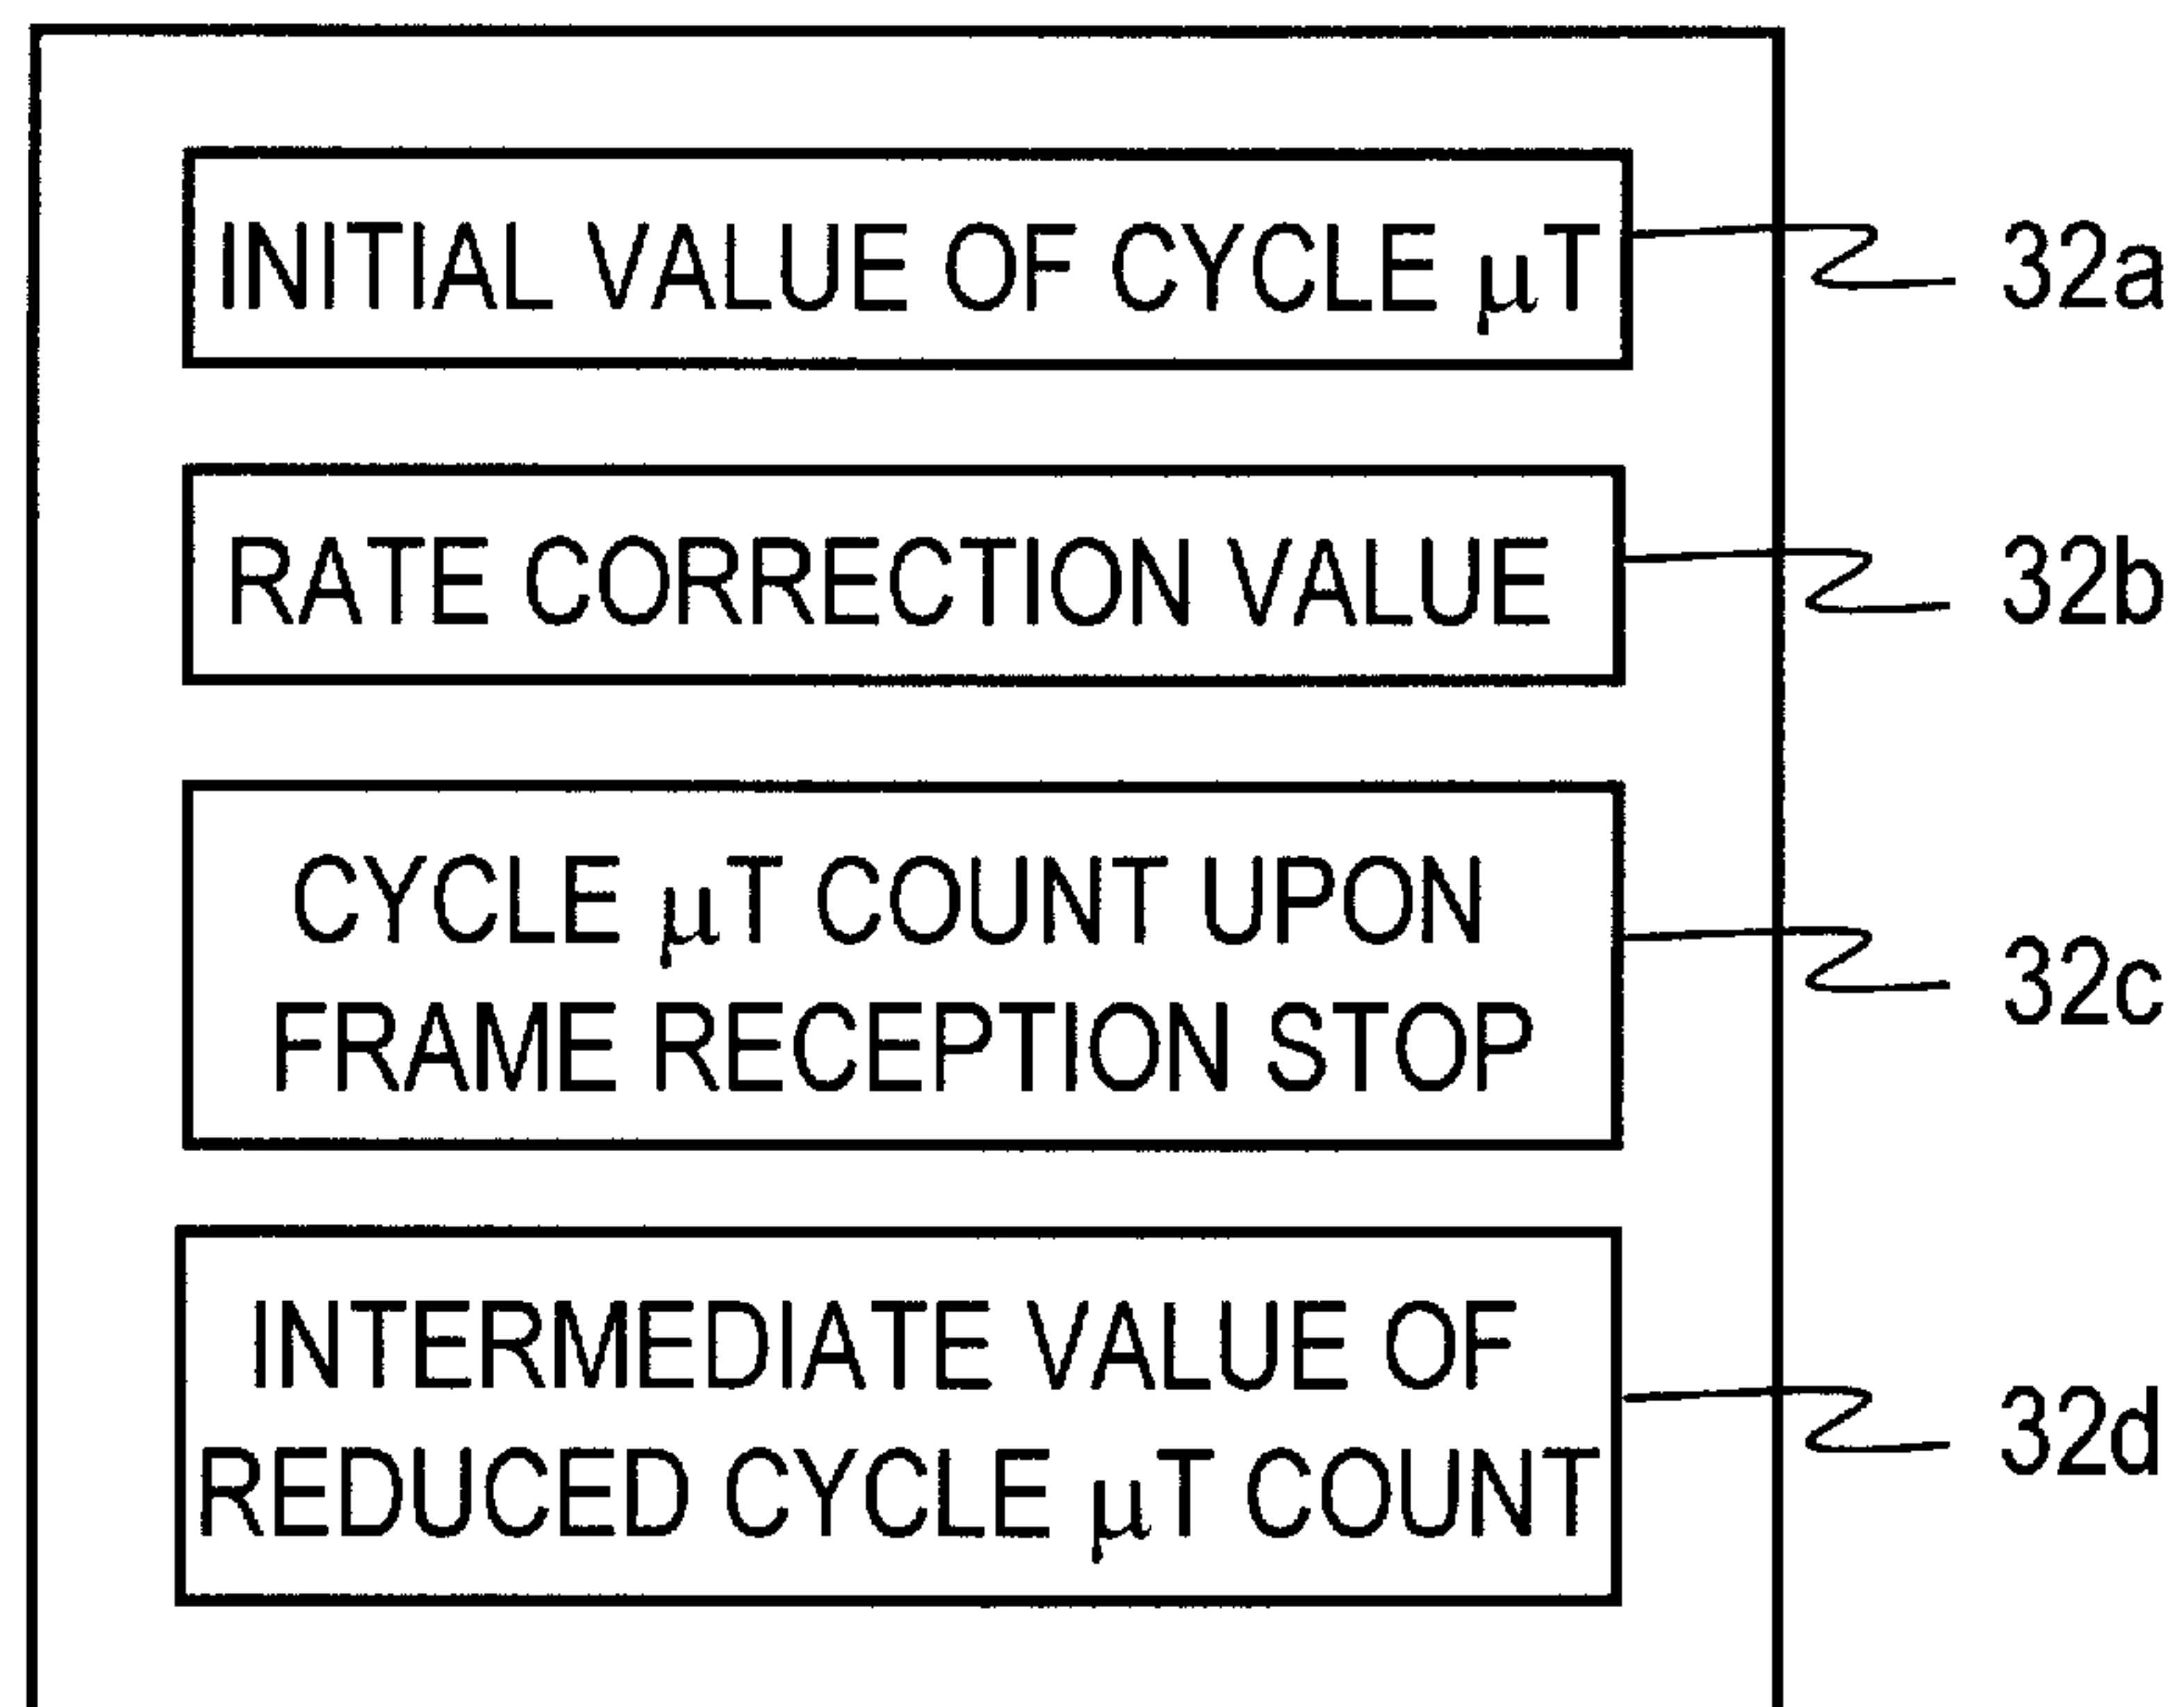 INITIAL VALUE OF CYCLE μT
32a
RATE CORRECTION VALUE
32b
CYCLE μT COUNT UPON
FRAME RECEPTION STOP
32c
INTERMEDIATE VALUE OF
REDUCED CYCLE μT COUNT
32d